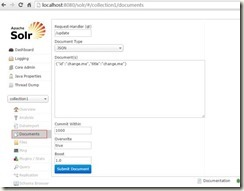 localhost:8080/solr/#/collection1/documents
Apache
Solr
Dashboard
Logging
Core Admin
Java Properties
Thread Dump
collection1
Overview
Analysis
Dataimport
Documents
Files
Ping
Plugins / Stats
Query
Replication
Schema Browser
Request-Handler (qt)
/update
Document Type
JSON
Document(s)
{"id":"change.me","title":"change.me"}
Commit Within
1000
Overwrite
true
Boost
1.0
Submit Document
Documentation